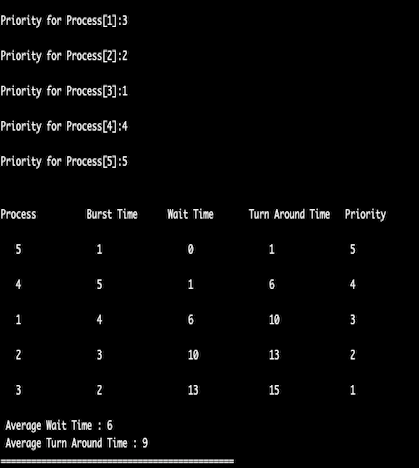 Priority for Process[1]:3
Priority for Process[2]:2
Priority for Process[3]:1
Priority for Process[4]:4
Priority for Process[5]:5
Process Burst Time Wait Time Turn Around Time Priority
5 1 0 1 5
4 5 1 6 4
1 4 6 10 3
2 3 10 13 2
3 2 13 15 1
Average Wait Time : 6
Average Turn Around Time : 9